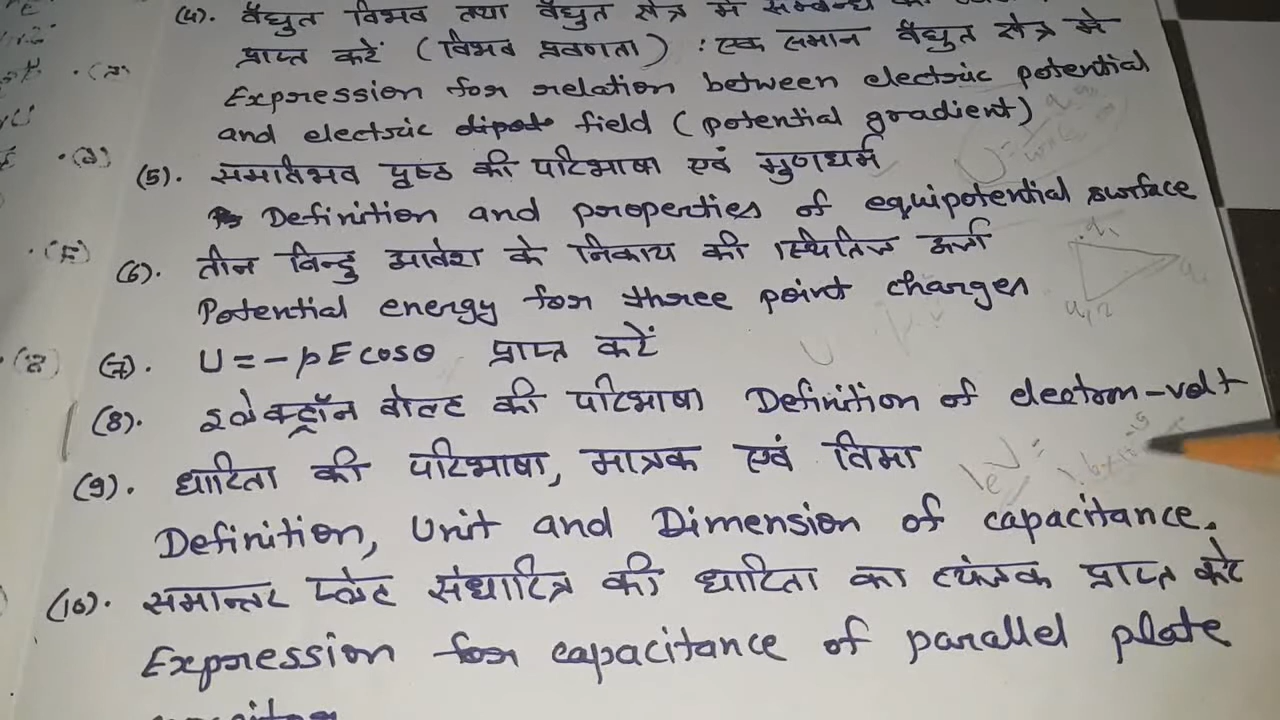 (4). वैद्युत विभव तथा वैद्युत क्षेत्र में सम्बन्ध का
प्राप्त करें (विभव प्रवणता) : एक समान वैद्युत क्षेत्र में
Expression for relation between electric potential
and electric field (potential gradient)
(5). समविभव पृष्ठ की परिभाषा एवं गुणधर्म
Definition and properties of equipotential surface
(6). तीन बिन्दु आवेश के निकाय की स्थितिज ऊर्जा
Potential energy for three point charges
(7). U = -pE cosθ प्राप्त करें
(8). इलेक्ट्रॉन वोल्ट की परिभाषा Definition of electron-volt
(9). धारिता की परिभाषा, मात्रक एवं विमा
Definition, Unit and Dimension of capacitance.
(10). समान्तर प्लेट संधारित्र की धारिता का व्यंजक प्राप्त करें
Expression for capacitance of parallel plate